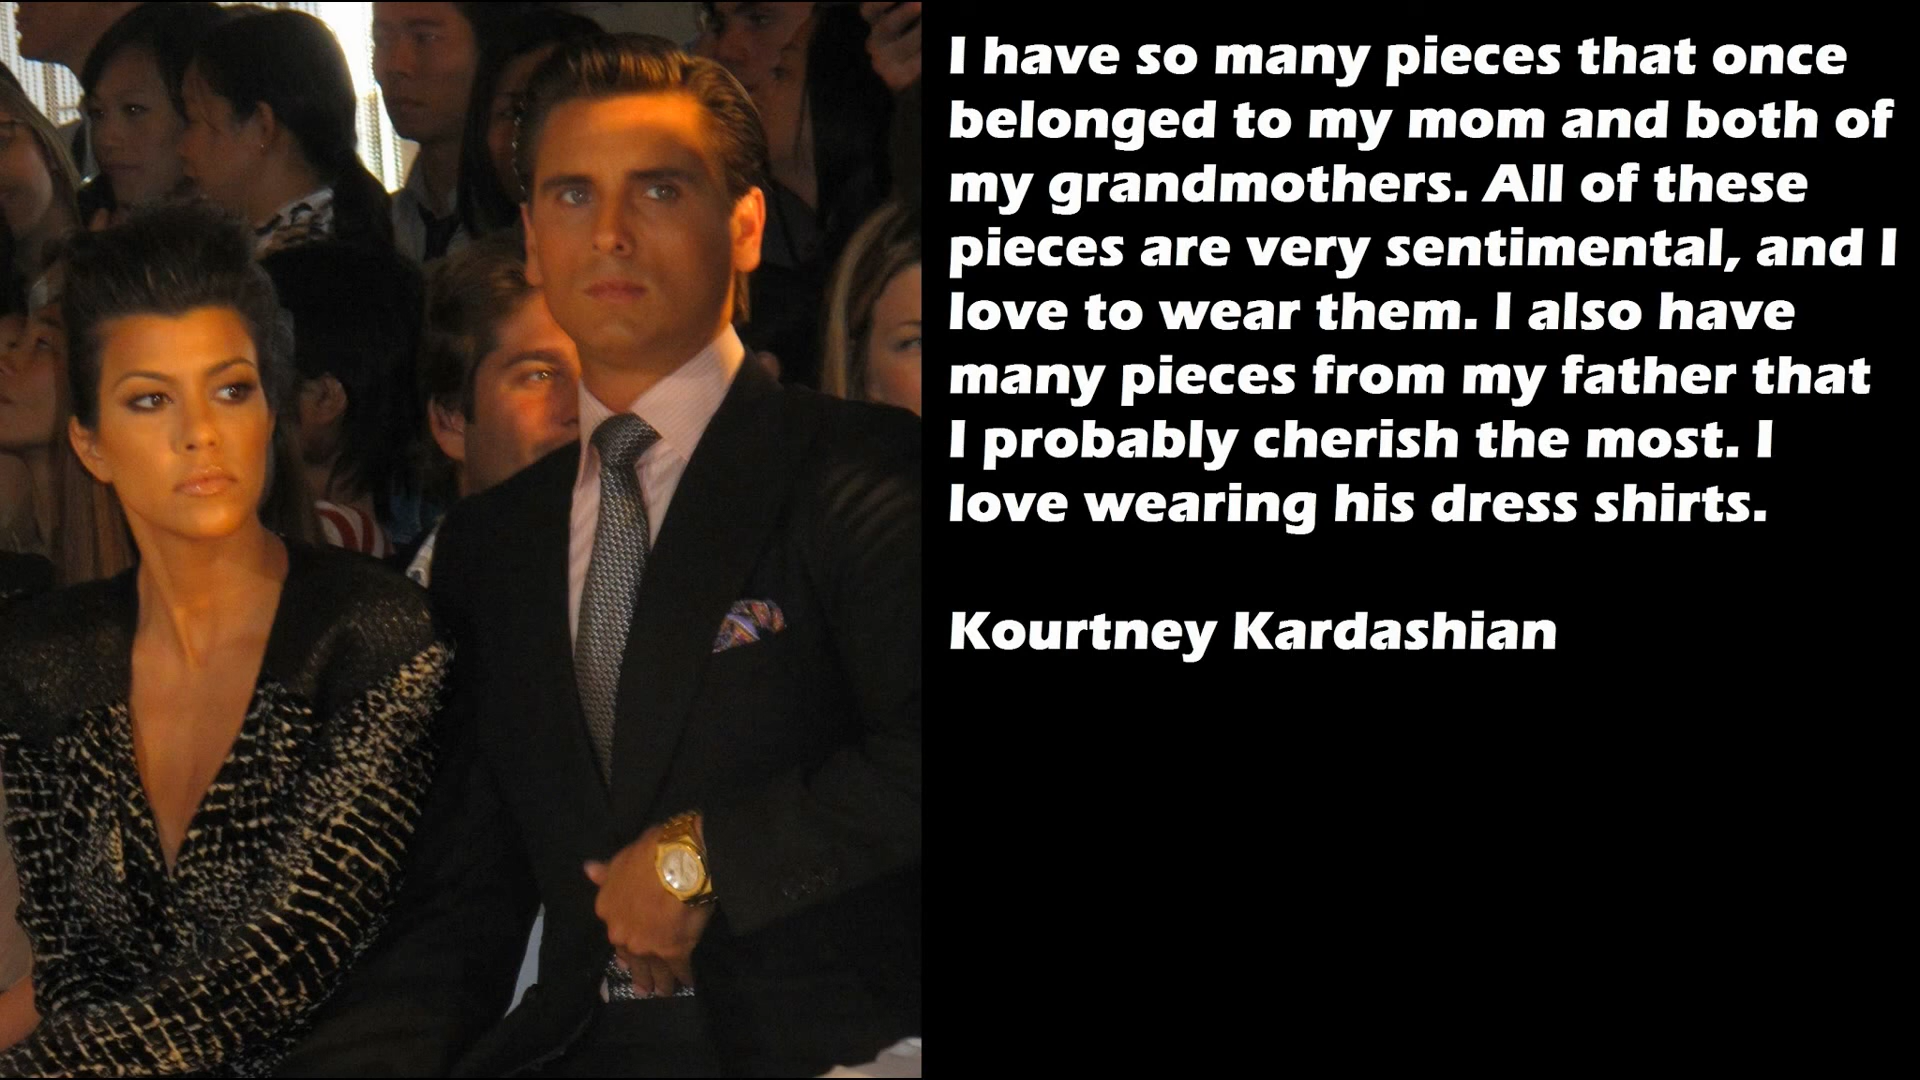 I have so many pieces that once
belonged to my mom and both of
my grandmothers. All of these
pieces are very sentimental, and I
love to wear them. I also have
many pieces from my father that
I probably cherish the most. I
love wearing his dress shirts.
Kourtney Kardashian